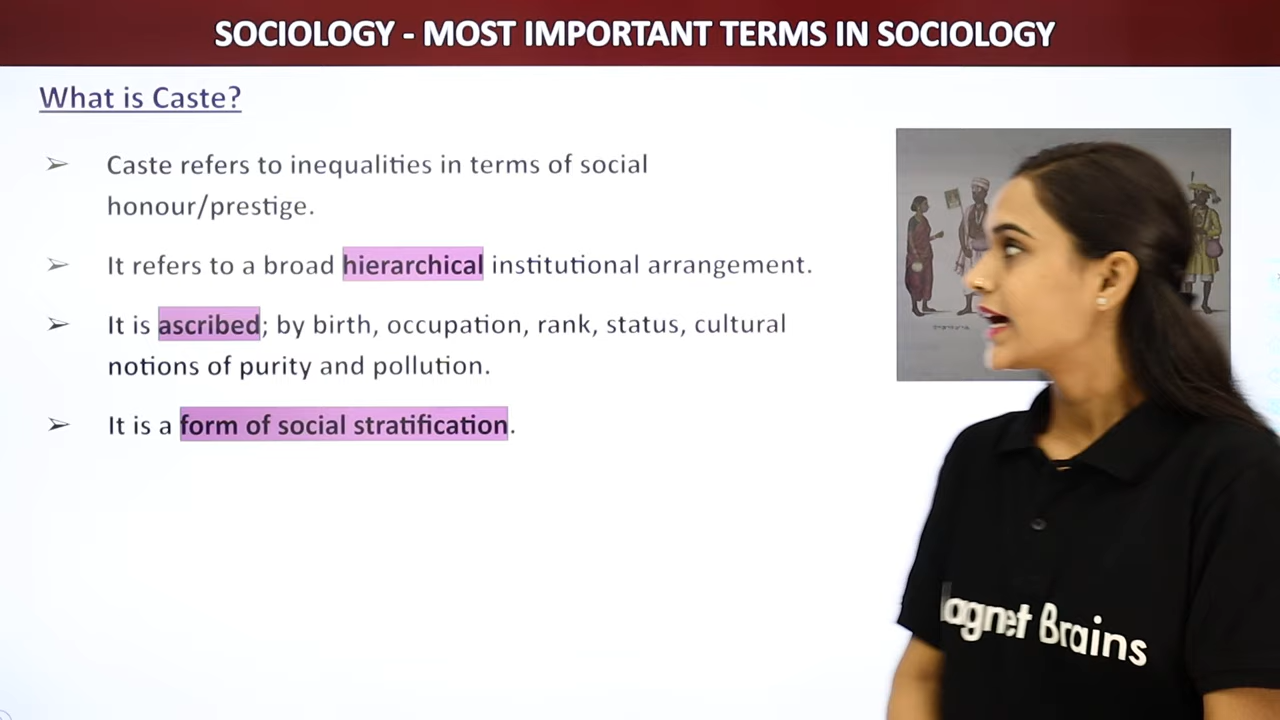 SOCIOLOGY - MOST IMPORTANT TERMS IN SOCIOLOGY
What is Caste?
➢ Caste refers to inequalities in terms of social
honour/prestige.
➢ It refers to a broad hierarchical institutional arrangement.
➢ It is ascribed; by birth, occupation, rank, status, cultural
notions of purity and pollution.
➢ It is a form of social stratification.
agnet Brains